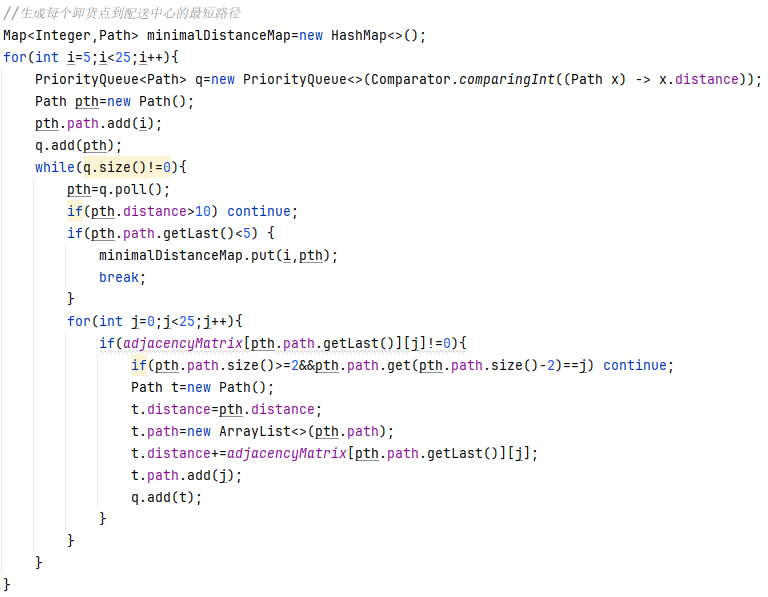 //生成每个卸货点到配送中心的最短路径
Map<Integer,Path> minimalDistanceMap=new HashMap<>();
for(int i=5;i<25;i++){
    PriorityQueue<Path> q=new PriorityQueue<>(Comparator.comparingInt((Path x) -> x.distance));
    Path pth=new Path();
    pth.path.add(i);
    q.add(pth);
    while(q.size()!=0){
        pth=q.poll();
        if(pth.distance>10) continue;
        if(pth.path.getLast()<5) {
            minimalDistanceMap.put(i,pth);
            break;
        }
        for(int j=0;j<25;j++){
            if(adjacencyMatrix[pth.path.getLast()][j]!=0){
                if(pth.path.size()>=2&&pth.path.get(pth.path.size()-2)==j) continue;
                Path t=new Path();
                t.distance=pth.distance;
                t.path=new ArrayList<>(pth.path);
                t.distance+=adjacencyMatrix[pth.path.getLast()][j];
                t.path.add(j);
                q.add(t);
            }
        }
    }
}